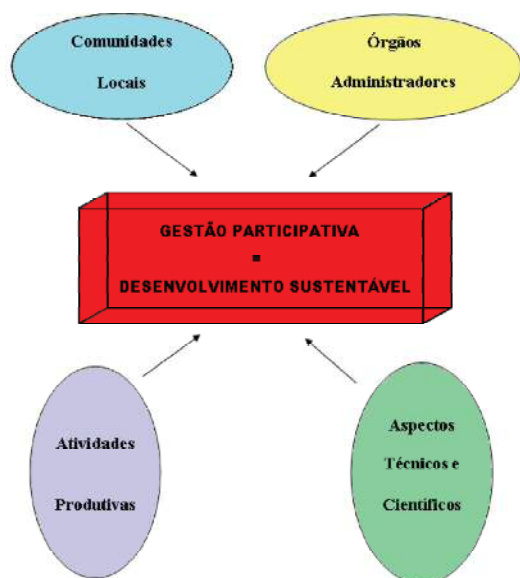 Comunidades
Locais
Órgãos
Administradores
GESTÃO PARTICIPATIVA
=
DESENVOLVIMENTO SUSTENTÁVEL
Atividades
Produtivas
Aspectos
Técnicos e
Científicos